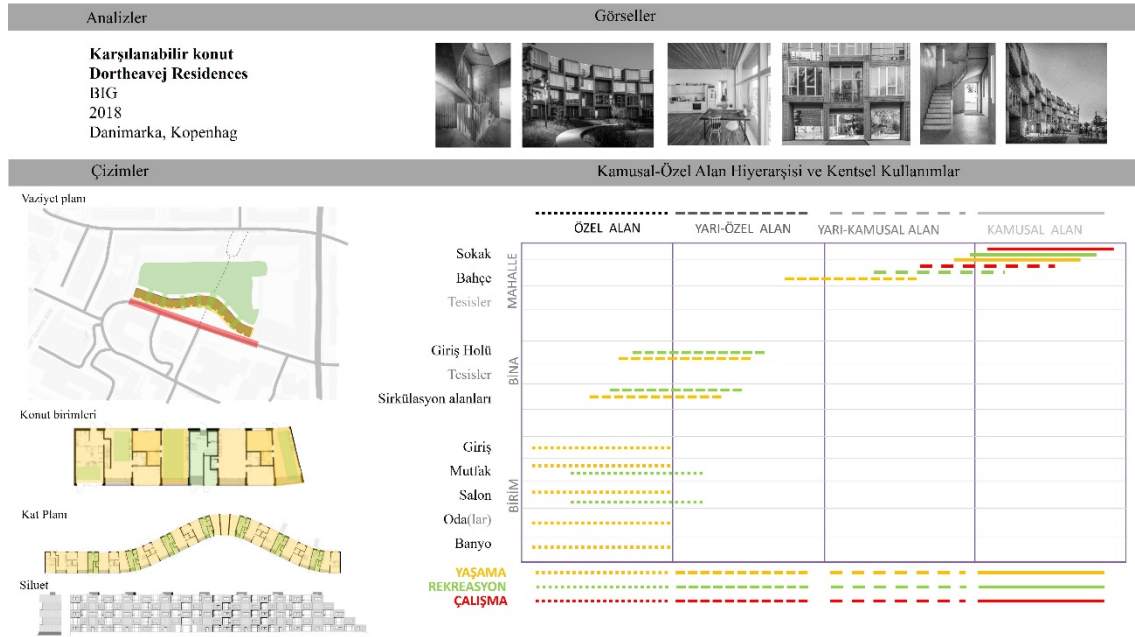 Analizler
Görseller
Karşılanabilir konut
Dortheavej Residences
BIG
2018
Danimarka, Kopenhag
Çizimler
Kamusal-Özel Alan Hiyerarşisi ve Kentsel Kullanımlar
Vaziyet planı
Konut birimleri
Kat Planı
Siluet
ÖZEL ALAN
YARI-ÖZEL ALAN
YARI-KAMUSAL ALAN
KAMUSAL ALAN
MAHALLE
Sokak
Bahçe
Tesisler
BİNA
Giriş Holü
Tesisler
Sirkülasyon alanları
BİRİM
Giriş
Mutfak
Salon
Oda(lar)
Banyo
YAŞAMA
REKREASYON
ÇALIŞMA